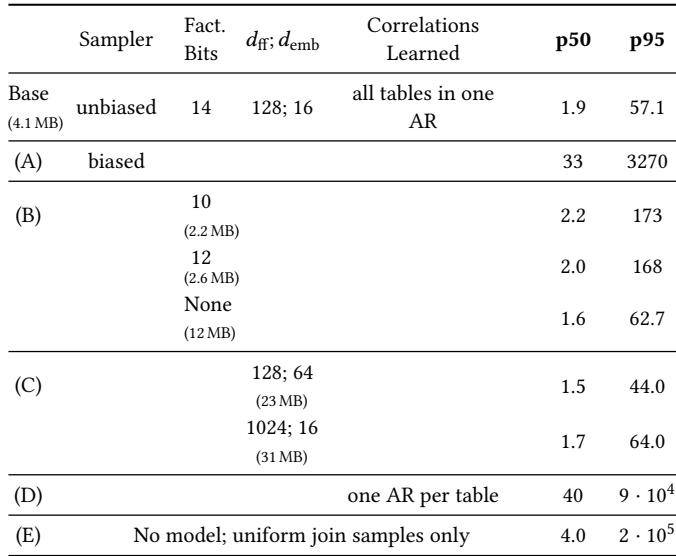 Sampler Fact. Bits d_ff; d_emb Correlations Learned p50 p95
Base (4.1 MB) unbiased 14 128; 16 all tables in one AR 1.9 57.1
(A) biased 33 3270
(B) 10 (2.2 MB) 2.2 173
12 (2.6 MB) 2.0 168
None (12 MB) 1.6 62.7
(C) 128; 64 (23 MB) 1.5 44.0
1024; 16 (31 MB) 1.7 64.0
(D) one AR per table 40 9 · 10^4
(E) No model; uniform join samples only 4.0 2 · 10^5